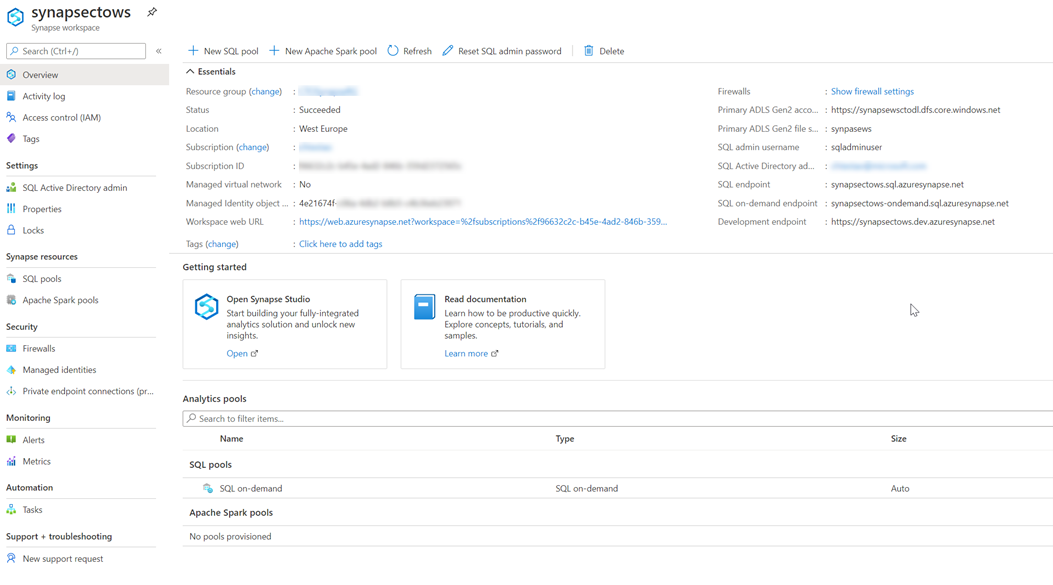 synapsectows
Synapse workspace
Search (Ctrl+/)
«
Overview
Activity log
Access control (IAM)
Tags
Settings
SQL Active Directory admin
Properties
Locks
Synapse resources
SQL pools
Apache Spark pools
Security
Firewalls
Managed identities
Private endpoint connections (pr...
Monitoring
Alerts
Metrics
Automation
Tasks
Support + troubleshooting
New support request
New SQL pool New Apache Spark pool Refresh Reset SQL admin password Delete
Essentials
Resource group (change) :
Status : Succeeded
Location : West Europe
Subscription (change) :
Subscription ID :
Managed virtual network : No
Managed Identity object ... : 4e21674f-
Workspace web URL : https://web.azuresynapse.net?workspace=%2fsubscriptions%2f96632c2c-b45e-4ad2-846b-359...
Tags (change) : Click here to add tags
Firewalls : Show firewall settings
Primary ADLS Gen2 acco... : https://synapsewsctodl.dfs.core.windows.net
Primary ADLS Gen2 file s... : synpasews
SQL admin username : sqladminuser
SQL Active Directory ad... :
SQL endpoint : synapsectows.sql.azuresynapse.net
SQL on-demand endpoint : synapsectows-ondemand.sql.azuresynapse.net
Development endpoint : https://synapsectows.dev.azuresynapse.net
Getting started
Open Synapse Studio
Start building your fully-integrated
analytics solution and unlock new
insights.
Open
Read documentation
Learn how to be productive quickly.
Explore concepts, tutorials, and
samples.
Learn more
Analytics pools
Search to filter items...
Name Type Size
SQL pools
SQL on-demand SQL on-demand Auto
Apache Spark pools
No pools provisioned